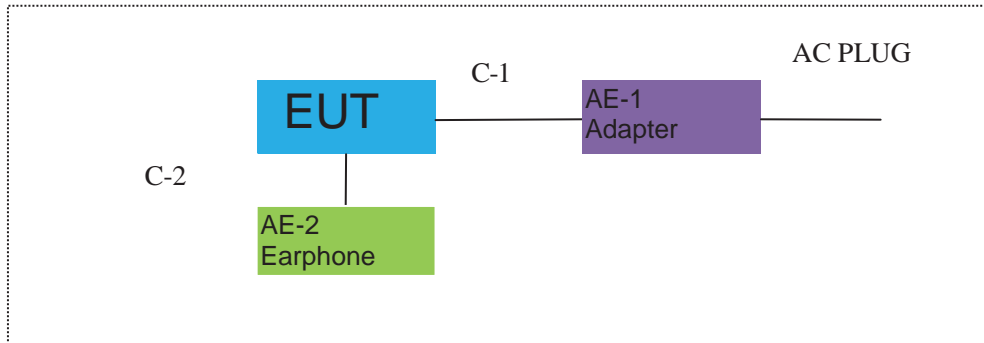 AC PLUG
C-1
EUT
AE-1
Adapter
C-2
AE-2
Earphone